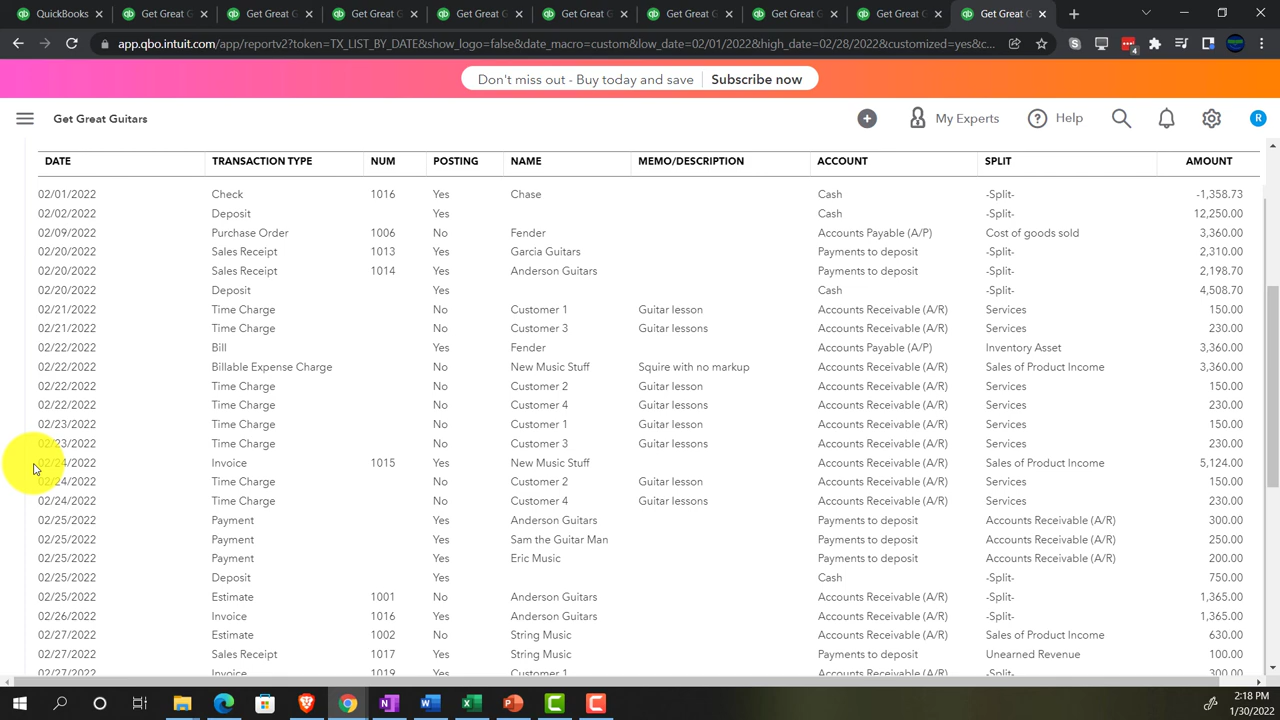 QuickBooks Get Great Get Great Get Great Get Great Get Great Get Great Get Great Get Great Get Great
app.qbo.intuit.com/app/reportv2?token=TX_LIST_BY_DATE&show_logo=false&date_macro=custom&low_date=02/01/2022&high_date=02/28/2022&customized=yes&c...
4
Don't miss out - Buy today and save Subscribe now
Get Great Guitars My Experts Help R
DATE TRANSACTION TYPE NUM POSTING NAME MEMO/DESCRIPTION ACCOUNT SPLIT AMOUNT
02/01/2022 Check 1016 Yes Chase Cash -Split- -1,358.73
02/02/2022 Deposit Yes Cash -Split- 12,250.00
02/09/2022 Purchase Order 1006 No Fender Accounts Payable (A/P) Cost of goods sold 3,360.00
02/20/2022 Sales Receipt 1013 Yes Garcia Guitars Payments to deposit -Split- 2,310.00
02/20/2022 Sales Receipt 1014 Yes Anderson Guitars Payments to deposit -Split- 2,198.70
02/20/2022 Deposit Yes Cash -Split- 4,508.70
02/21/2022 Time Charge No Customer 1 Guitar lesson Accounts Receivable (A/R) Services 150.00
02/21/2022 Time Charge No Customer 3 Guitar lessons Accounts Receivable (A/R) Services 230.00
02/22/2022 Bill Yes Fender Accounts Payable (A/P) Inventory Asset 3,360.00
02/22/2022 Billable Expense Charge No New Music Stuff Squire with no markup Accounts Receivable (A/R) Sales of Product Income 3,360.00
02/22/2022 Time Charge No Customer 2 Guitar lesson Accounts Receivable (A/R) Services 150.00
02/22/2022 Time Charge No Customer 4 Guitar lessons Accounts Receivable (A/R) Services 230.00
02/23/2022 Time Charge No Customer 1 Guitar lesson Accounts Receivable (A/R) Services 150.00
02/23/2022 Time Charge No Customer 3 Guitar lessons Accounts Receivable (A/R) Services 230.00
02/24/2022 Invoice 1015 Yes New Music Stuff Accounts Receivable (A/R) Sales of Product Income 5,124.00
02/24/2022 Time Charge No Customer 2 Guitar lesson Accounts Receivable (A/R) Services 150.00
02/24/2022 Time Charge No Customer 4 Guitar lessons Accounts Receivable (A/R) Services 230.00
02/25/2022 Payment Yes Anderson Guitars Payments to deposit Accounts Receivable (A/R) 300.00
02/25/2022 Payment Yes Sam the Guitar Man Payments to deposit Accounts Receivable (A/R) 250.00
02/25/2022 Payment Yes Eric Music Payments to deposit Accounts Receivable (A/R) 200.00
02/25/2022 Deposit Yes Cash -Split- 750.00
02/25/2022 Estimate 1001 No Anderson Guitars Accounts Receivable (A/R) -Split- 1,365.00
02/26/2022 Invoice 1016 Yes Anderson Guitars Accounts Receivable (A/R) -Split- 1,365.00
02/27/2022 Estimate 1002 No String Music Accounts Receivable (A/R) Sales of Product Income 630.00
02/27/2022 Sales Receipt 1017 Yes String Music Payments to deposit Unearned Revenue 100.00
02/27/2022 Invoice 1019 Yes Customer 1 Accounts Receivable (A/R) -Split- 300.00
2:18 PM
1/30/2022